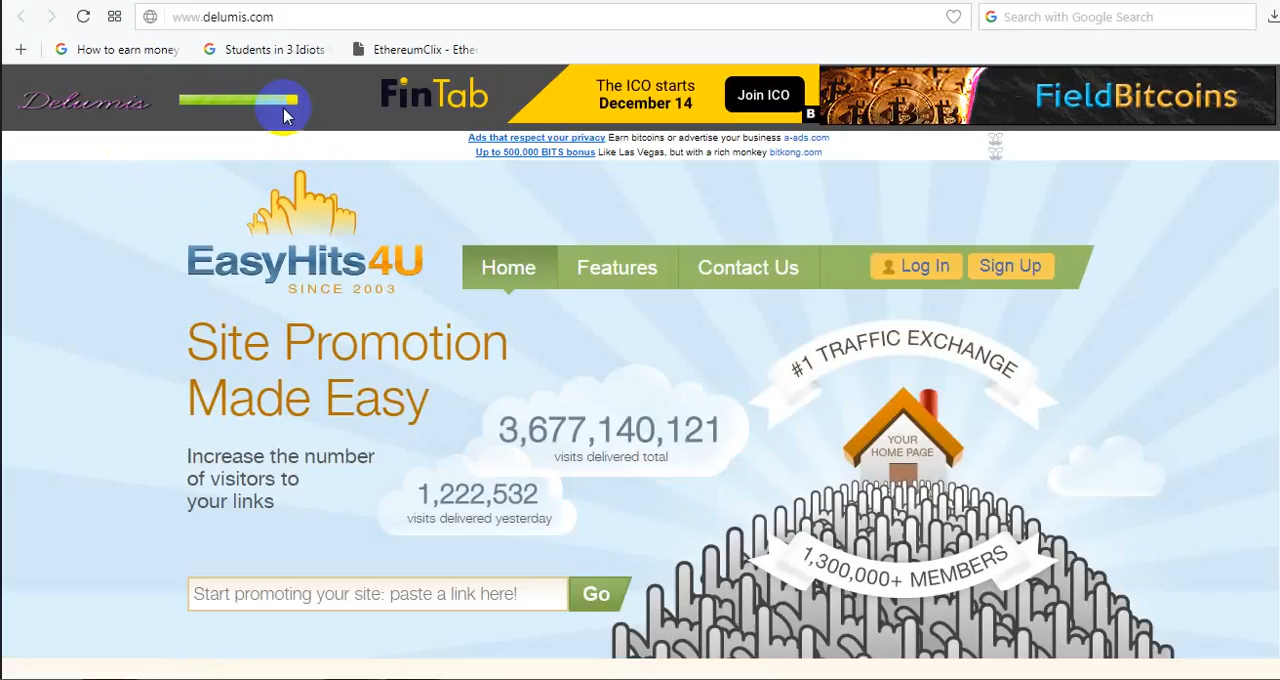 www.delumis.com
Search with Google Search
How to earn money
Students in 3 Idiots
EthereumClix - Ethe
Delumis
FinTab
The ICO starts
December 14
Join ICO
B
FieldBitcoins
Ads that respect your privacy Earn bitcoins or advertise your business a-ads.com
Up to 500,000 BITS bonus Like Las Vegas, but with a rich monkey bitkong.com
EasyHits4U
SINCE 2003
Home
Features
Contact Us
Log In
Sign Up
Site Promotion
Made Easy
#1 TRAFFIC EXCHANGE
3,677,140,121
visits delivered total
YOUR
HOME PAGE
Increase the number
of visitors to
your links
1,222,532
visits delivered yesterday
1,300,000+ MEMBERS
Start promoting your site: paste a link here!
Go